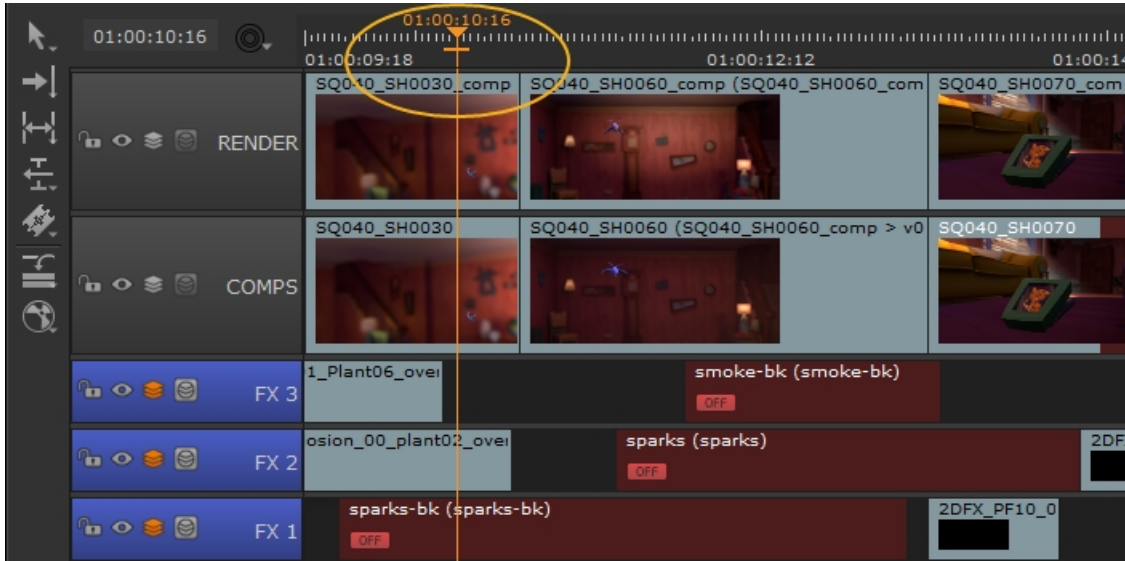 01:00:10:16
01:00:10:16
01:00:09:18 01:00:12:12 01:00:14
RENDER
SQ040_SH0030_comp
SQ040_SH0060_comp (SQ040_SH0060_com
SQ040_SH0070_com
COMPS
SQ040_SH0030
SQ040_SH0060 (SQ040_SH0060_comp > v0
SQ040_SH0070
FX 3
1_Plant06_over
smoke-bk (smoke-bk)
OFF
FX 2
osion_00_plant02_over
sparks (sparks)
OFF
2DF
FX 1
sparks-bk (sparks-bk)
OFF
2DFX_PF10_0